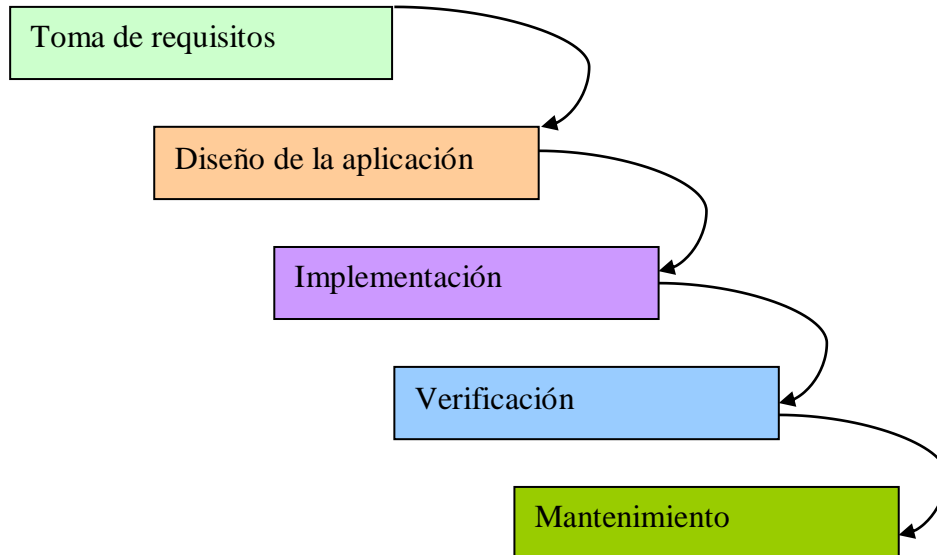 Toma de requisitos
Diseño de la aplicación
Implementación
Verificación
Mantenimiento